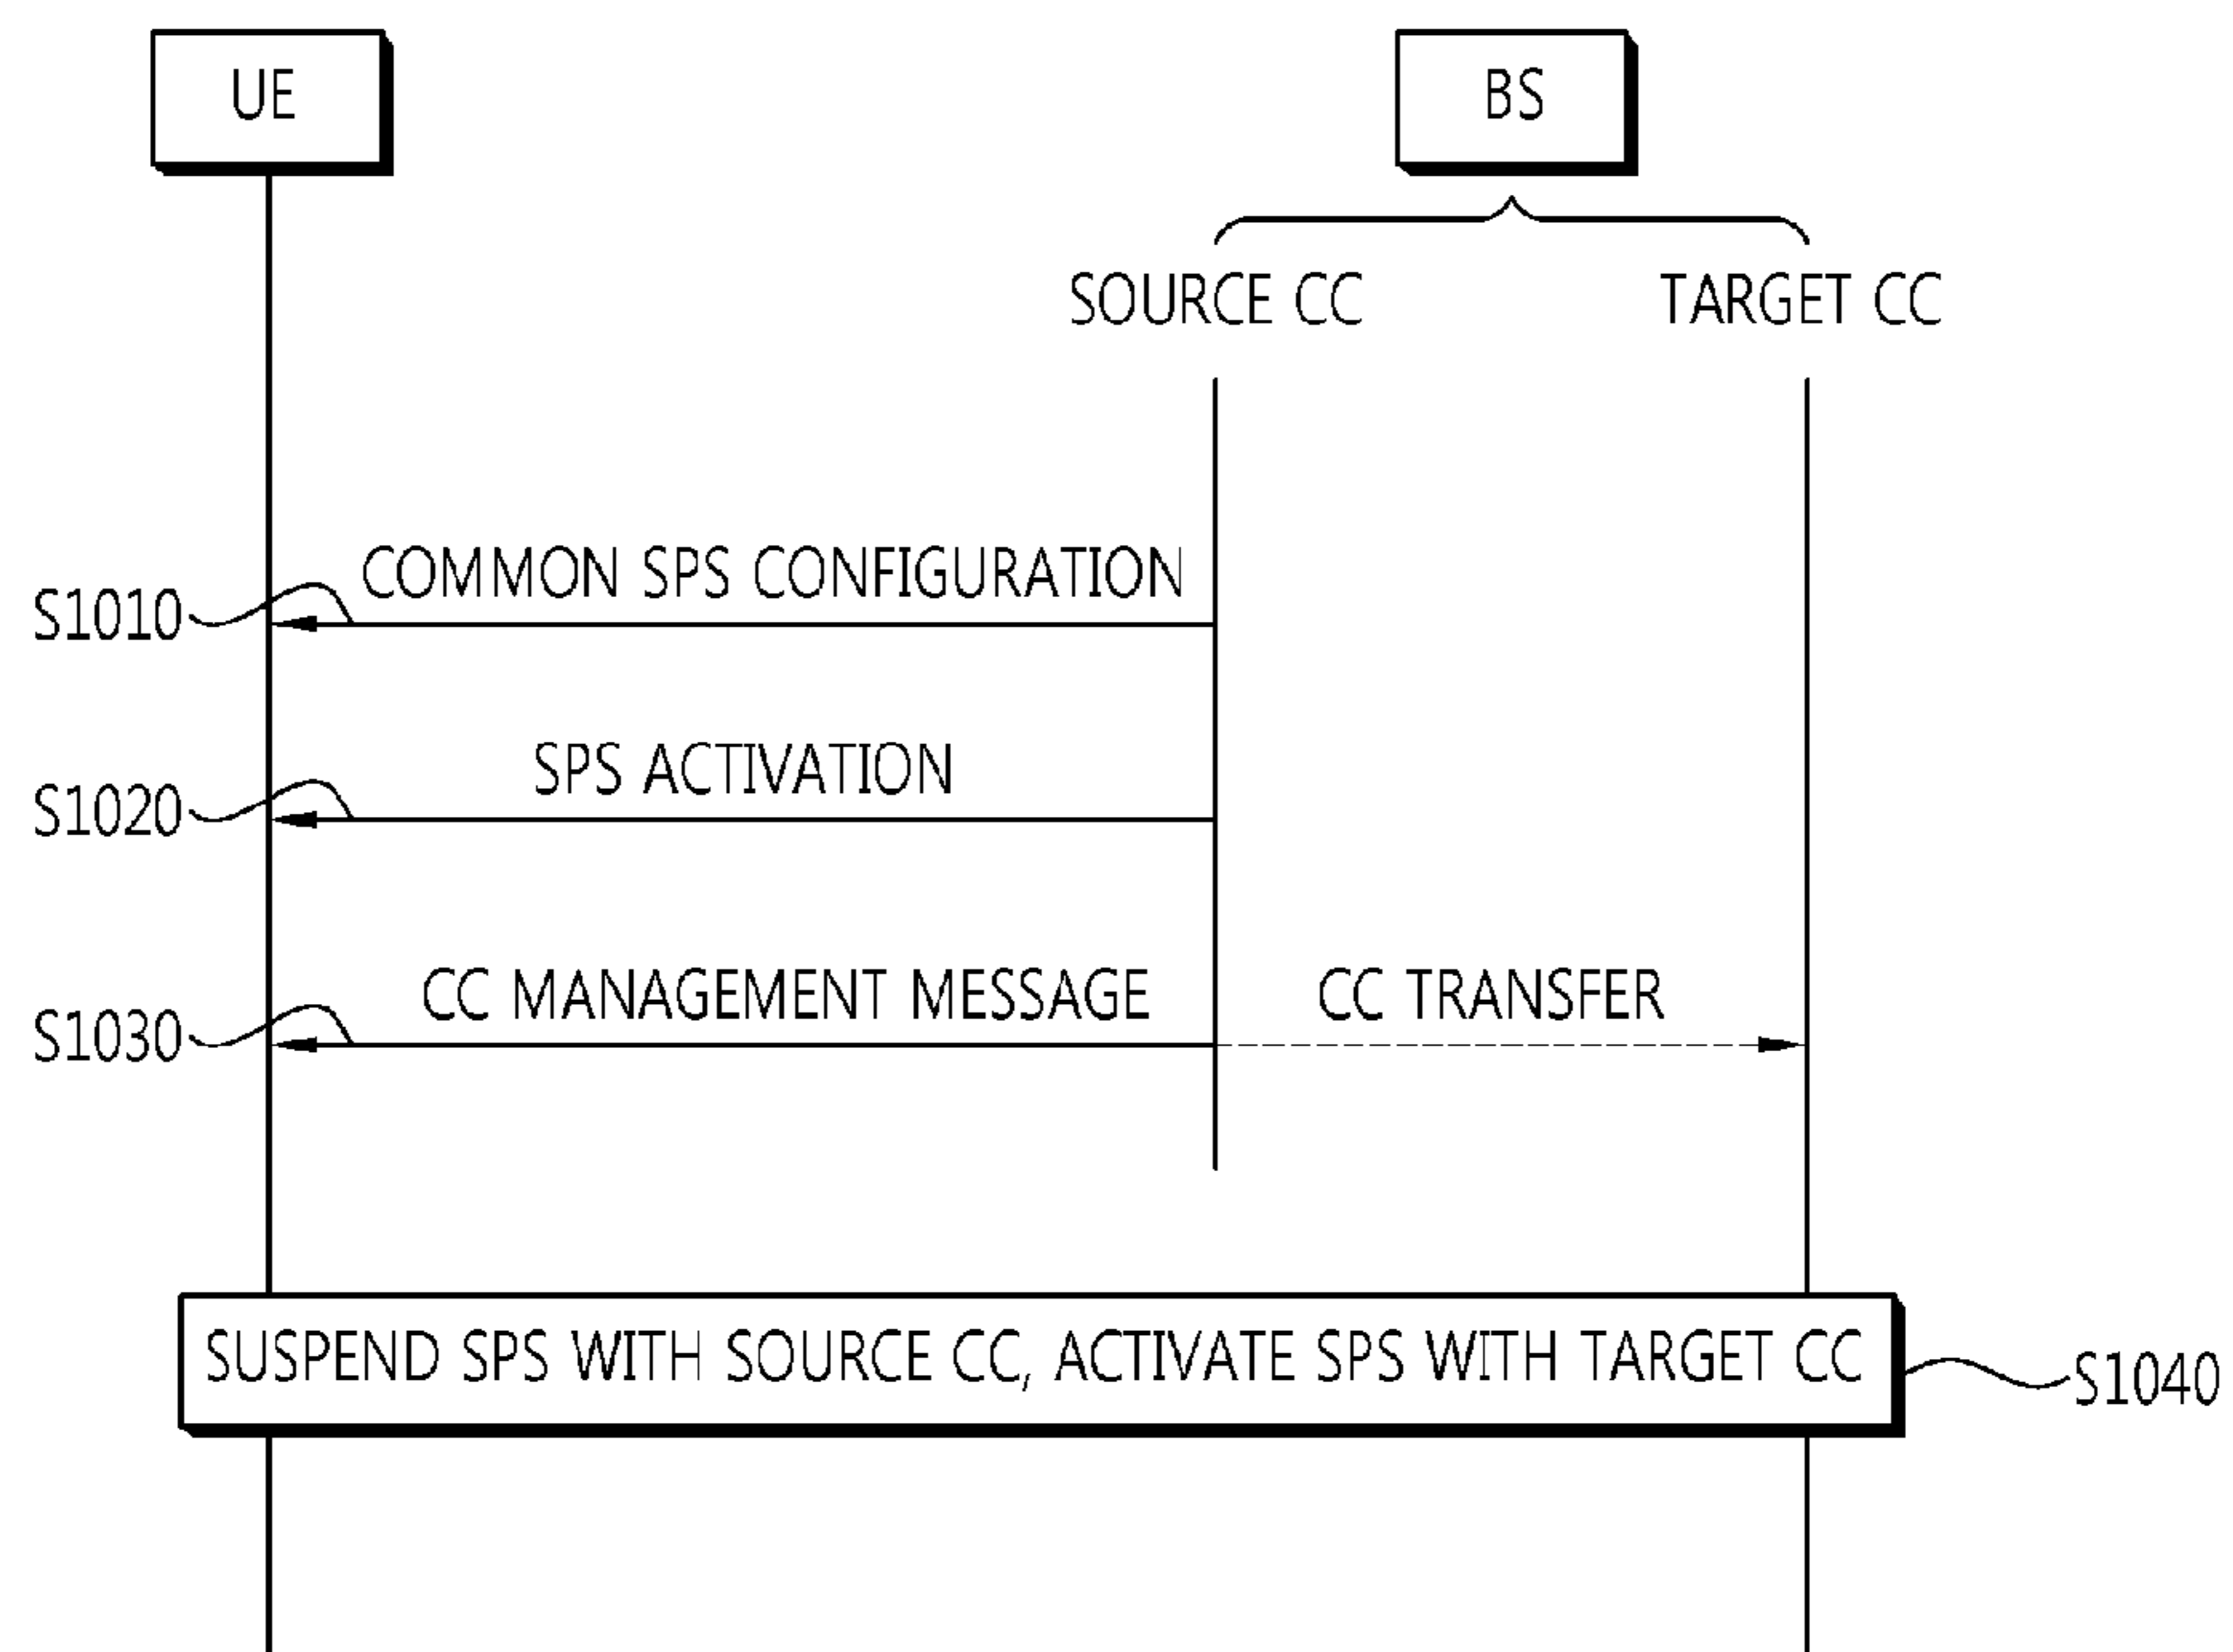 UE
BS
SOURCE CC
TARGET CC
COMMON SPS CONFIGURATION
S1010
SPS ACTIVATION
S1020
CC MANAGEMENT MESSAGE
CC TRANSFER
S1030
SUSPEND SPS WITH SOURCE CC, ACTIVATE SPS WITH TARGET CC
S1040